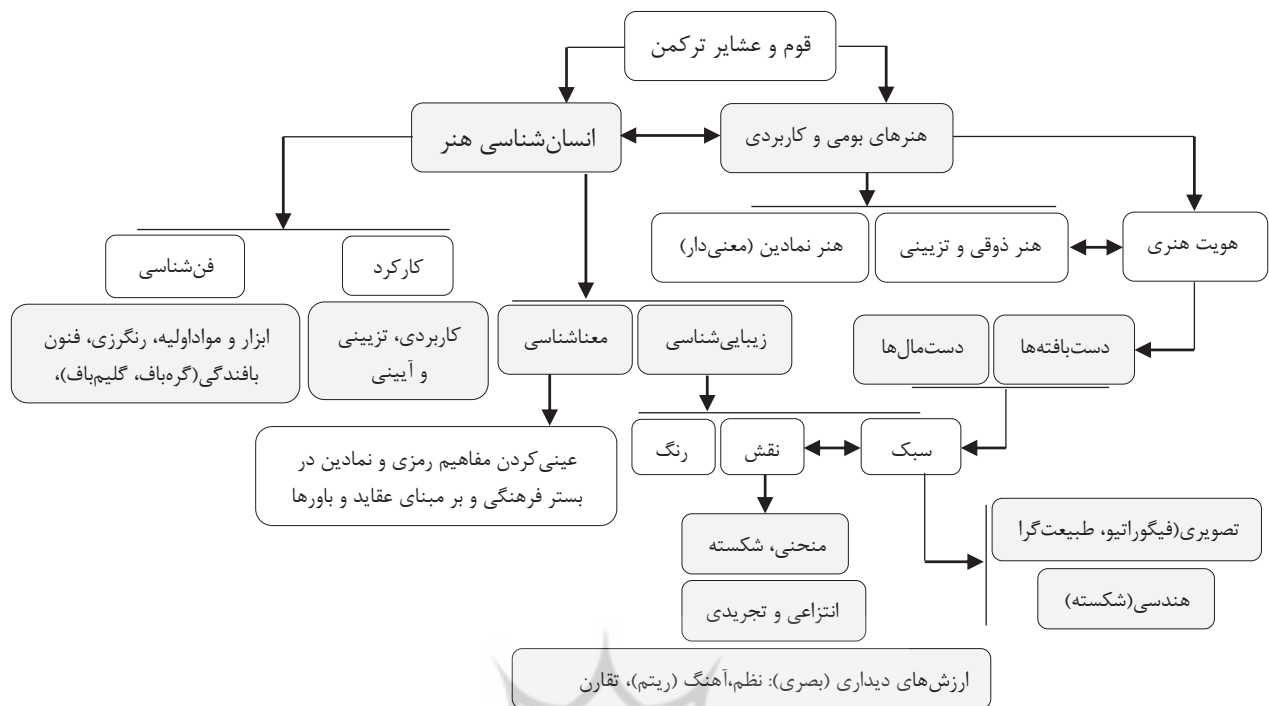 قوم و عشایر ترکمن
هنرهای بومی و کاربردی
انسان‌شناسی هنر
هویت هنری
هنر ذوقی و تزیینی
هنر نمادین (معنی‌دار)
کارکرد
فن‌شناسی
دست‌بافته‌ها
دست‌مال‌ها
زیبایی‌شناسی
معناشناسی
کاربردی، تزیینی
و آیینی
ابزار و مواداولیه، رنگرزی، فنون
بافندگی(گره‌باف، گلیم‌باف)،
سبک
نقش
رنگ
عینی‌کردن مفاهیم رمزی و نمادین در
بستر فرهنگی و بر مبنای عقاید و باورها
تصویری(فیگوراتیو، طبیعت‌گرا
هندسی(شکسته)
منحنی، شکسته
انتزاعی و تجریدی
ارزش‌های دیداری (بصری): نظم،آهنگ (ریتم)، تقارن